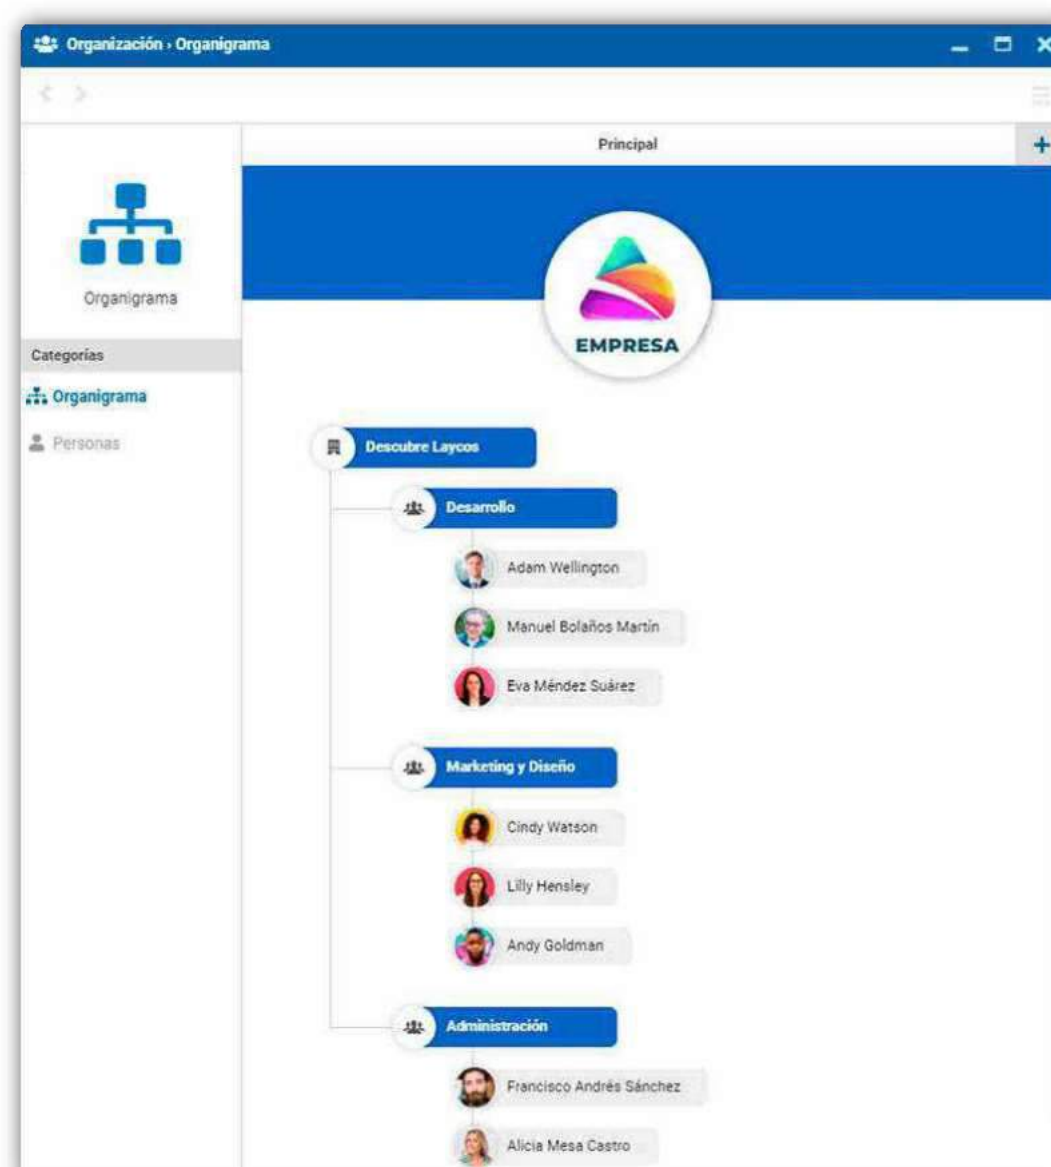 Organización › Organigrama
Principal
Organigrama
EMPRESA
Categorías
Organigrama
Personas
Descubre Laycos
Desarrollo
Adam Wellington
Manuel Bolaños Martín
Eva Méndez Suárez
Marketing y Diseño
Cindy Watson
Lilly Hensley
Andy Goldman
Administración
Francisco Andrés Sánchez
Alicia Mesa Castro